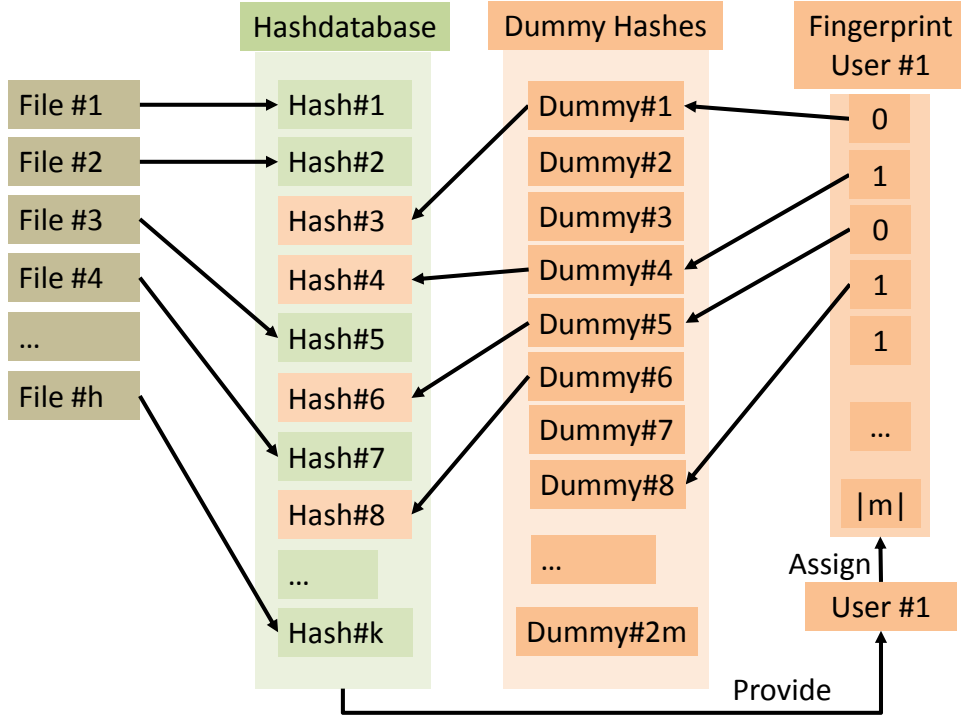 Hashdatabase
Dummy Hashes
Fingerprint
User #1
File #1
File #2
File #3
File #4
...
File #h
Hash#1
Hash#2
Hash#3
Hash#4
Hash#5
Hash#6
Hash#7
Hash#8
...
Hash#k
Dummy#1
Dummy#2
Dummy#3
Dummy#4
Dummy#5
Dummy#6
Dummy#7
Dummy#8
...
Dummy#2m
0
1
0
1
1
...
|m|
Assign
User #1
Provide